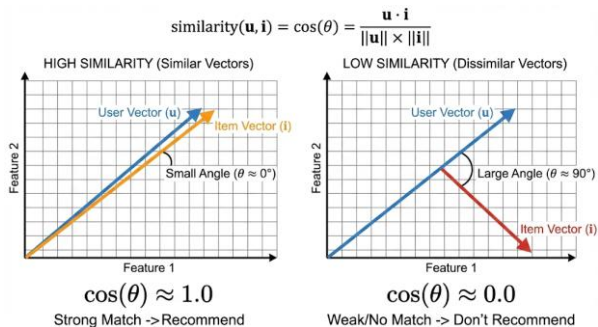 similarity(u, i) = cos(θ) = u · i / ||u|| × ||i||
HIGH SIMILARITY (Similar Vectors)
User Vector (u)
Item Vector (i)
Small Angle (θ ≈ 0°)
Feature 2
Feature 1
cos(θ) ≈ 1.0
Strong Match -> Recommend
LOW SIMILARITY (Dissimilar Vectors)
User Vector (u)
Large Angle (θ ≈ 90°)
Item Vector (i)
Feature 2
Feature 1
cos(θ) ≈ 0.0
Weak/No Match -> Don't Recommend